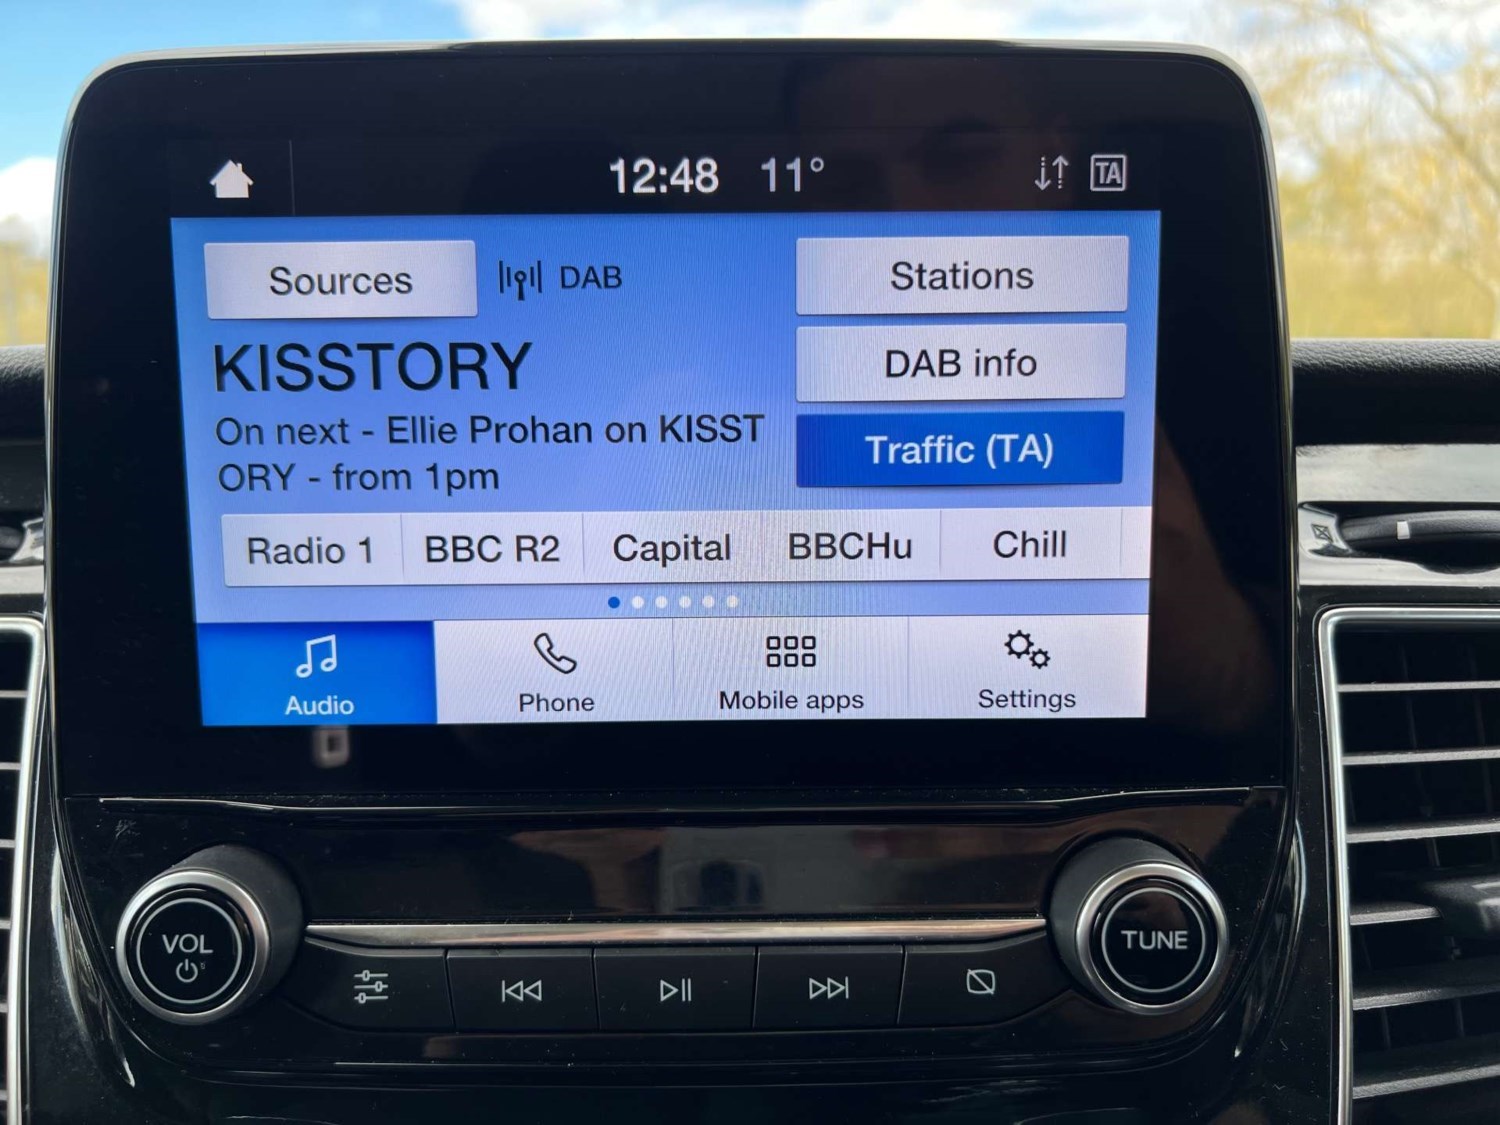 12:48 11° TA
Sources DAB Stations
KISSTORY
DAB info
On next - Ellie Prohan on KISST
ORY - from 1pm
Traffic (TA)
Radio 1 BBC R2 Capital BBCHu Chill
Audio Phone Mobile apps Settings
VOL
TUNE